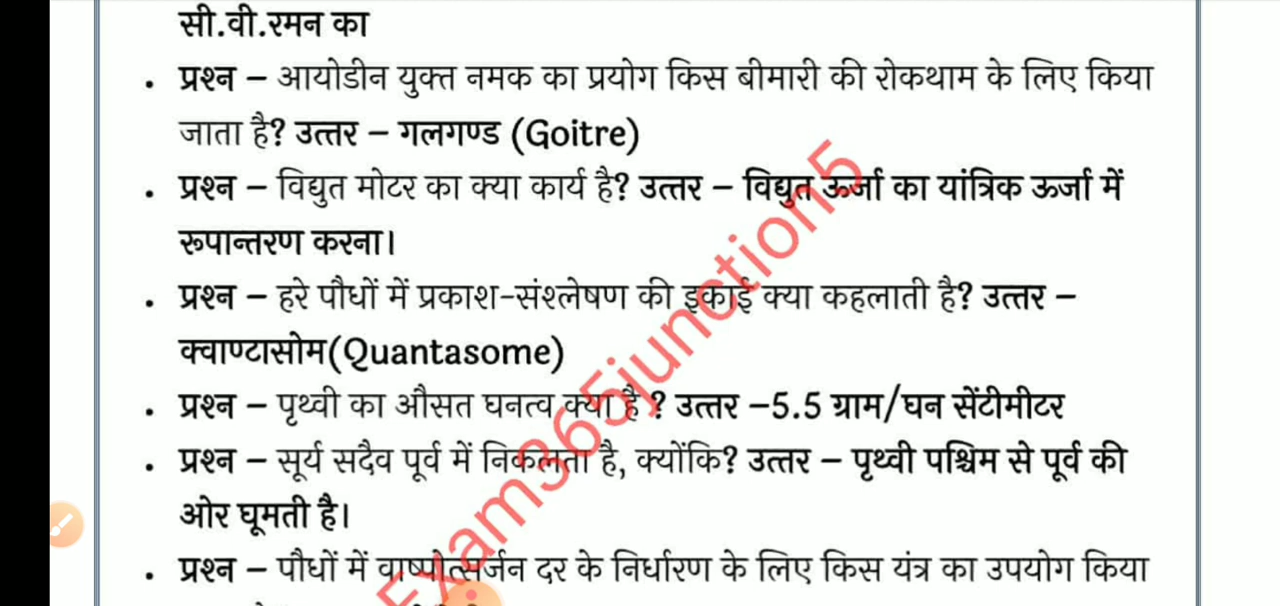 सी.वी.रमन का
• प्रश्न – आयोडीन युक्त नमक का प्रयोग किस बीमारी की रोकथाम के लिए किया
जाता है? उत्तर – गलगण्ड (Goitre)
• प्रश्न – विद्युत मोटर का क्या कार्य है? उत्तर – विद्युत ऊर्जा का यांत्रिक ऊर्जा में
रूपान्तरण करना।
• प्रश्न – हरे पौधों में प्रकाश-संश्लेषण की इकाई क्या कहलाती है? उत्तर –
क्वाण्टासोम(Quantasome)
• प्रश्न – पृथ्वी का औसत घनत्व क्या है ? उत्तर –5.5 ग्राम/घन सेंटीमीटर
• प्रश्न – सूर्य सदैव पूर्व में निकलता है, क्योंकि? उत्तर – पृथ्वी पश्चिम से पूर्व की
ओर घूमती है।
• प्रश्न – पौधों में वाष्पोत्सर्जन दर के निर्धारण के लिए किस यंत्र का उपयोग किया
Exam365junction5